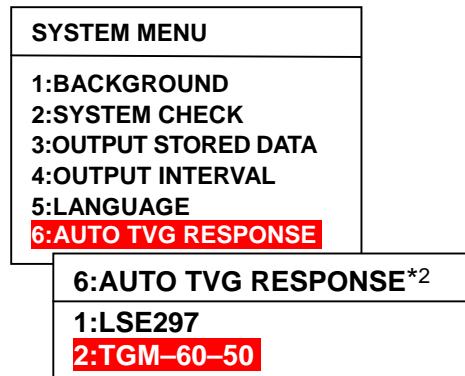 SYSTEM MENU
1:BACKGROUND
2:SYSTEM CHECK
3:OUTPUT STORED DATA
4:OUTPUT INTERVAL
5:LANGUAGE
6:AUTO TVG RESPONSE
6:AUTO TVG RESPONSE*2
1:LSE297
2:TGM–60–50